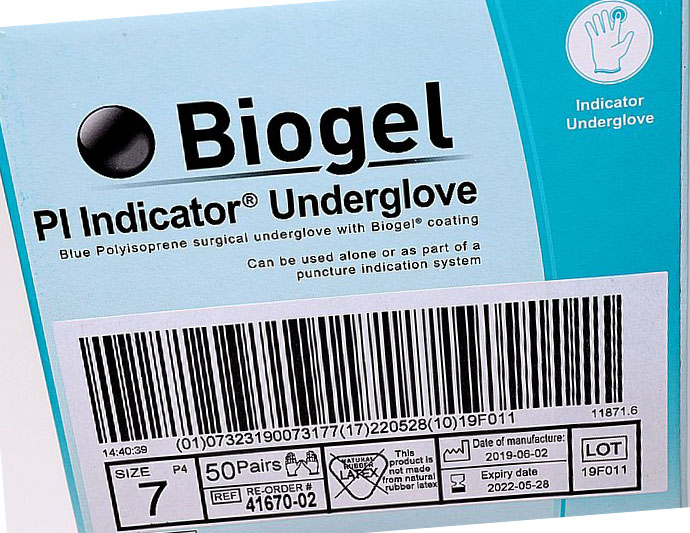 Indicator
Underglove
Biogel
PI Indicator® Underglove
Blue Polyisoprene surgical underglove with Biogel® coating
Can be used alone or as part of a
puncture indication system
14:40:39
(01)07323190073177(17)220528(10)19F011
11871.6
SIZE P4
7
50Pairs
REF RE-ORDER #
41670-02
NATURAL
RUBBER
LATEX
This
product is
not made
from natural
rubber latex
Date of manufacture:
2019-06-02
Expiry date
2022-05-28
LOT
19F011